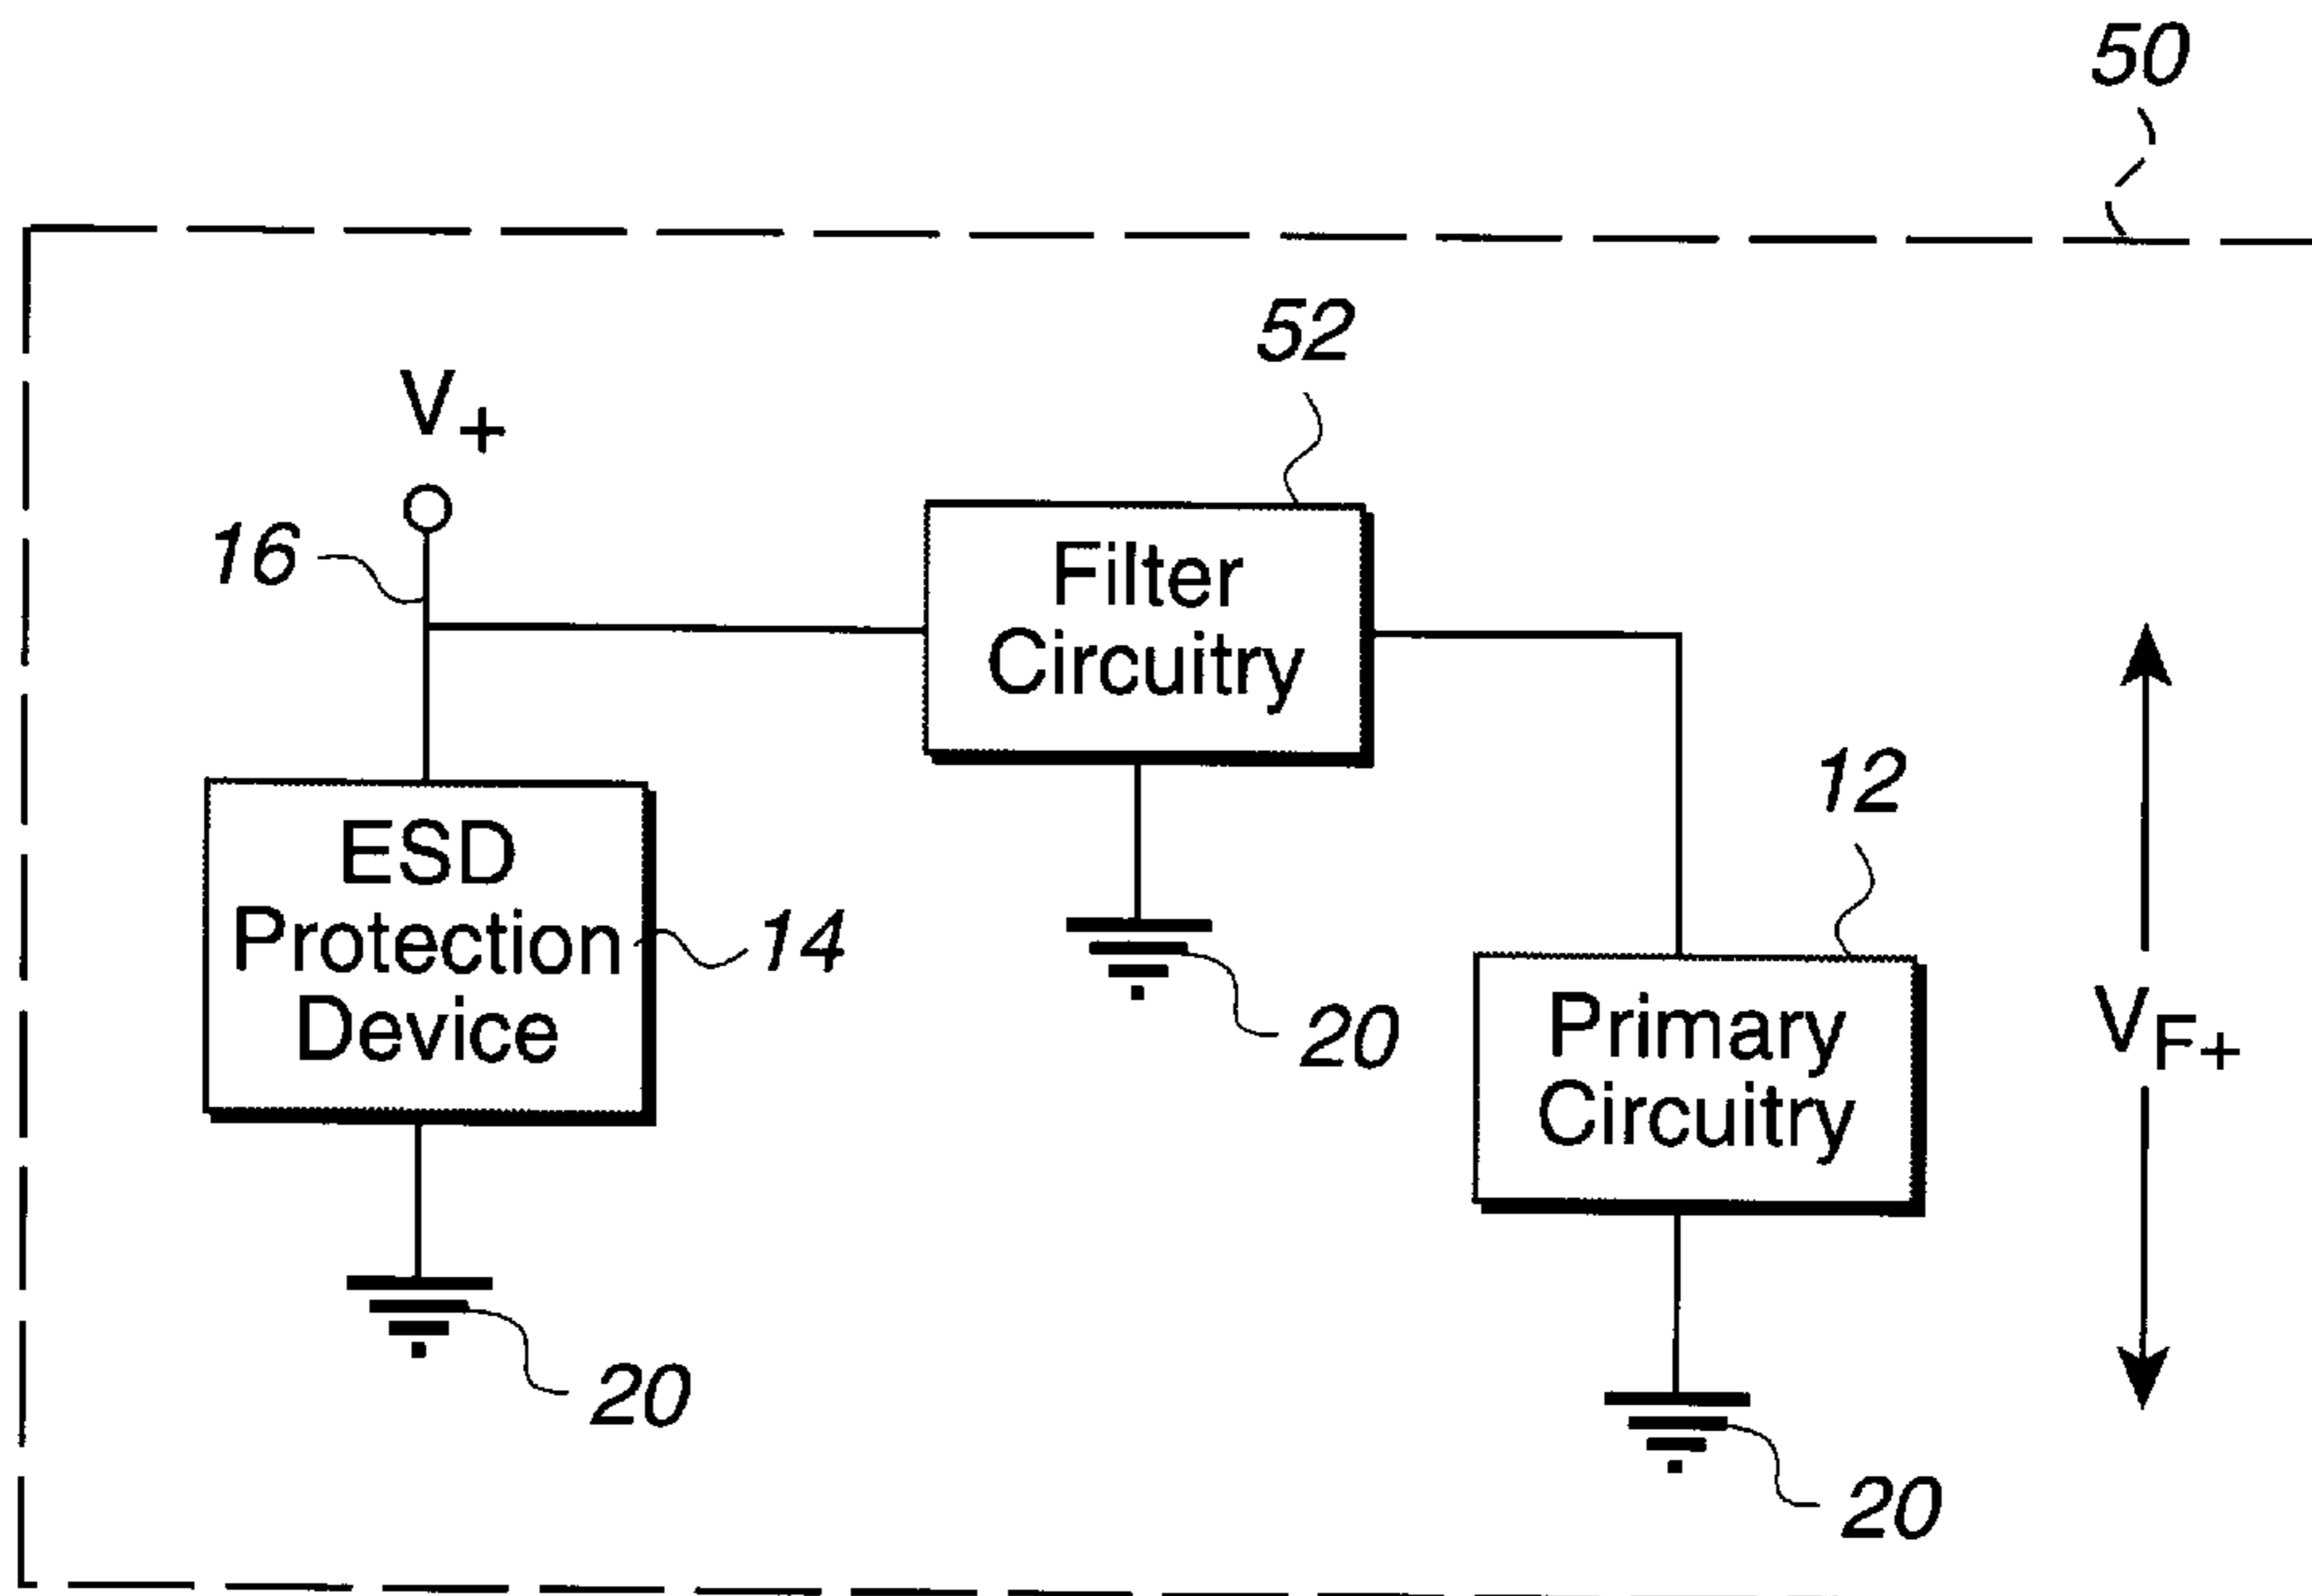 50
52
V+
16
Filter
Circuitry
12
ESD
Protection
Device
14
20
Primary
Circuitry
VF+
20
20